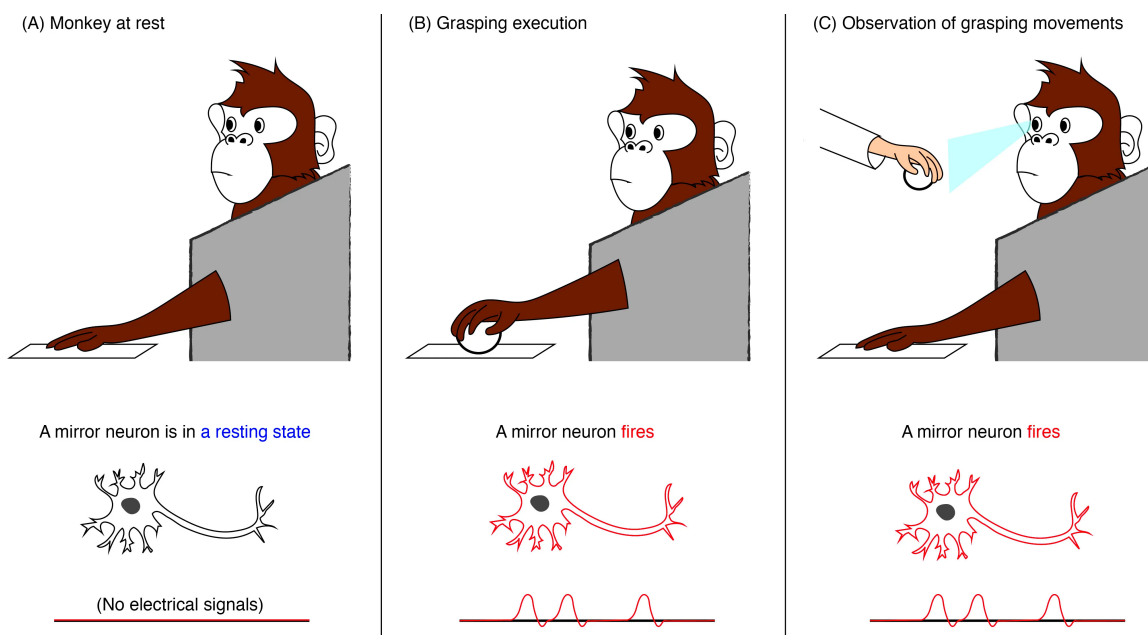 (A) Monkey at rest
(B) Grasping execution
(C) Observation of grasping movements
A mirror neuron is in a resting state
A mirror neuron fires
A mirror neuron fires
(No electrical signals)